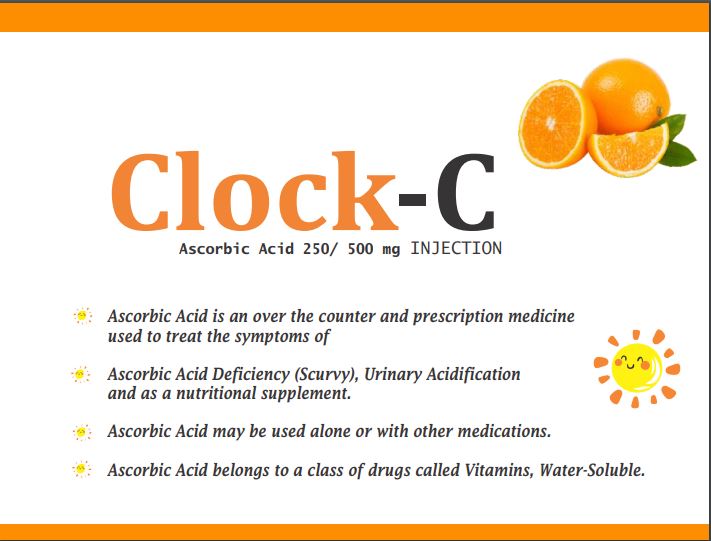 Clock-C
Ascorbic Acid 250/ 500 mg INJECTION
Ascorbic Acid is an over the counter and prescription medicine
used to treat the symptoms of
Ascorbic Acid Deficiency (Scurvy), Urinary Acidification
and as a nutritional supplement.
Ascorbic Acid may be used alone or with other medications.
Ascorbic Acid belongs to a class of drugs called Vitamins, Water-Soluble.